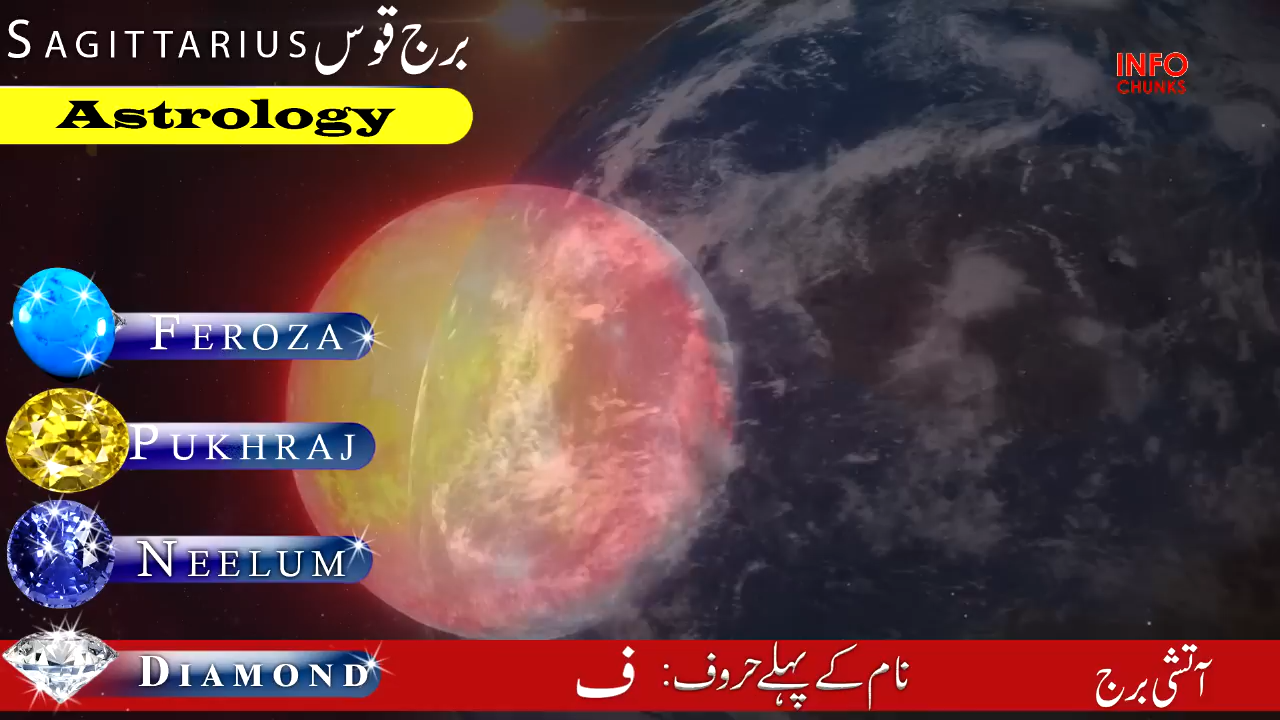 SAGITTARIUS برج قوس
INFO
CHUNKS
Astrology
FEROZA
PUKHRAJ
NEELUM
DIAMOND
نام کے پہلے حروف: ف
آتشی برج